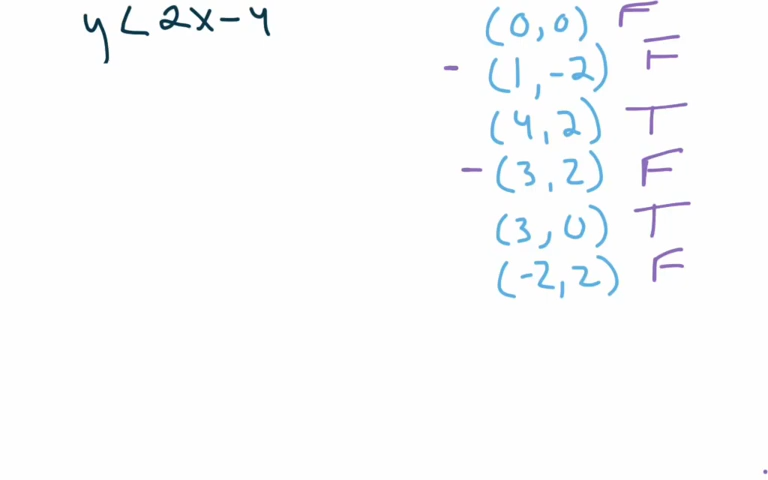 y < 2x - 4
(0, 0) F
- (1, -2) F
(4, 2) T
- (3, 2) F
(3, 0) T
(-2, 2) F